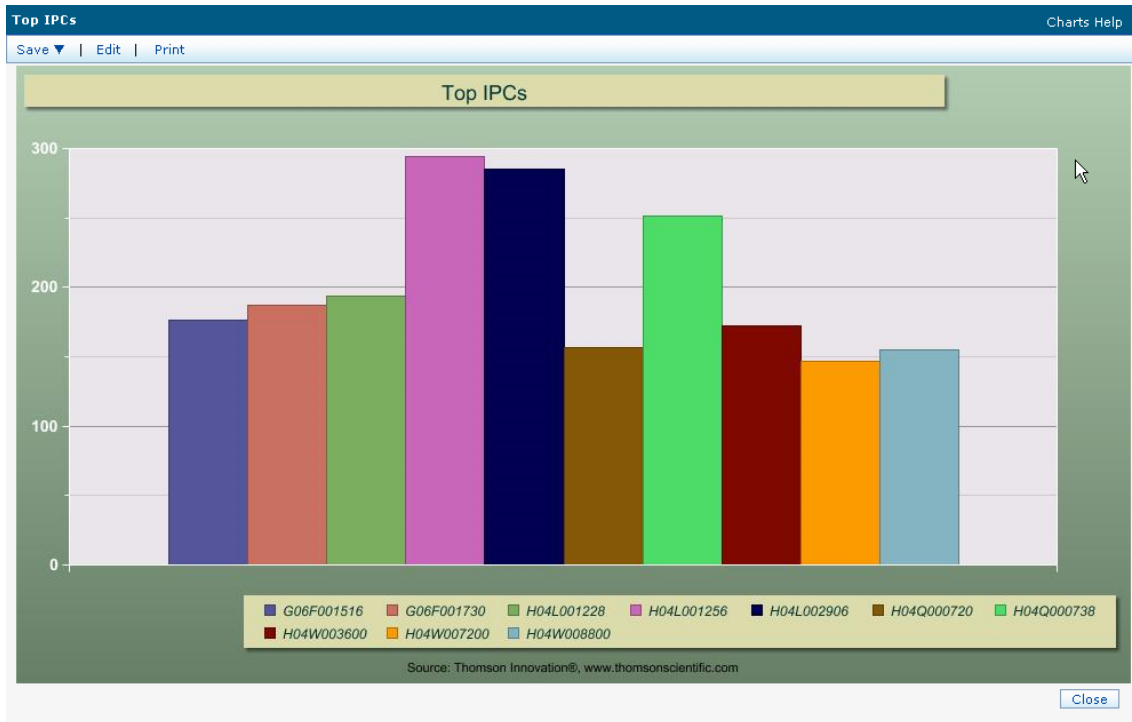 Top IPCs Charts Help
Save ▼ | Edit | Print
Top IPCs
300
200
100
0
G06F001516 G06F001730 H04L001228 H04L001256 H04L002906 H04Q000720 H04Q000738
H04W003600 H04W007200 H04W008800
Source: Thomson Innovation®, www.thomsonscientific.com
Close